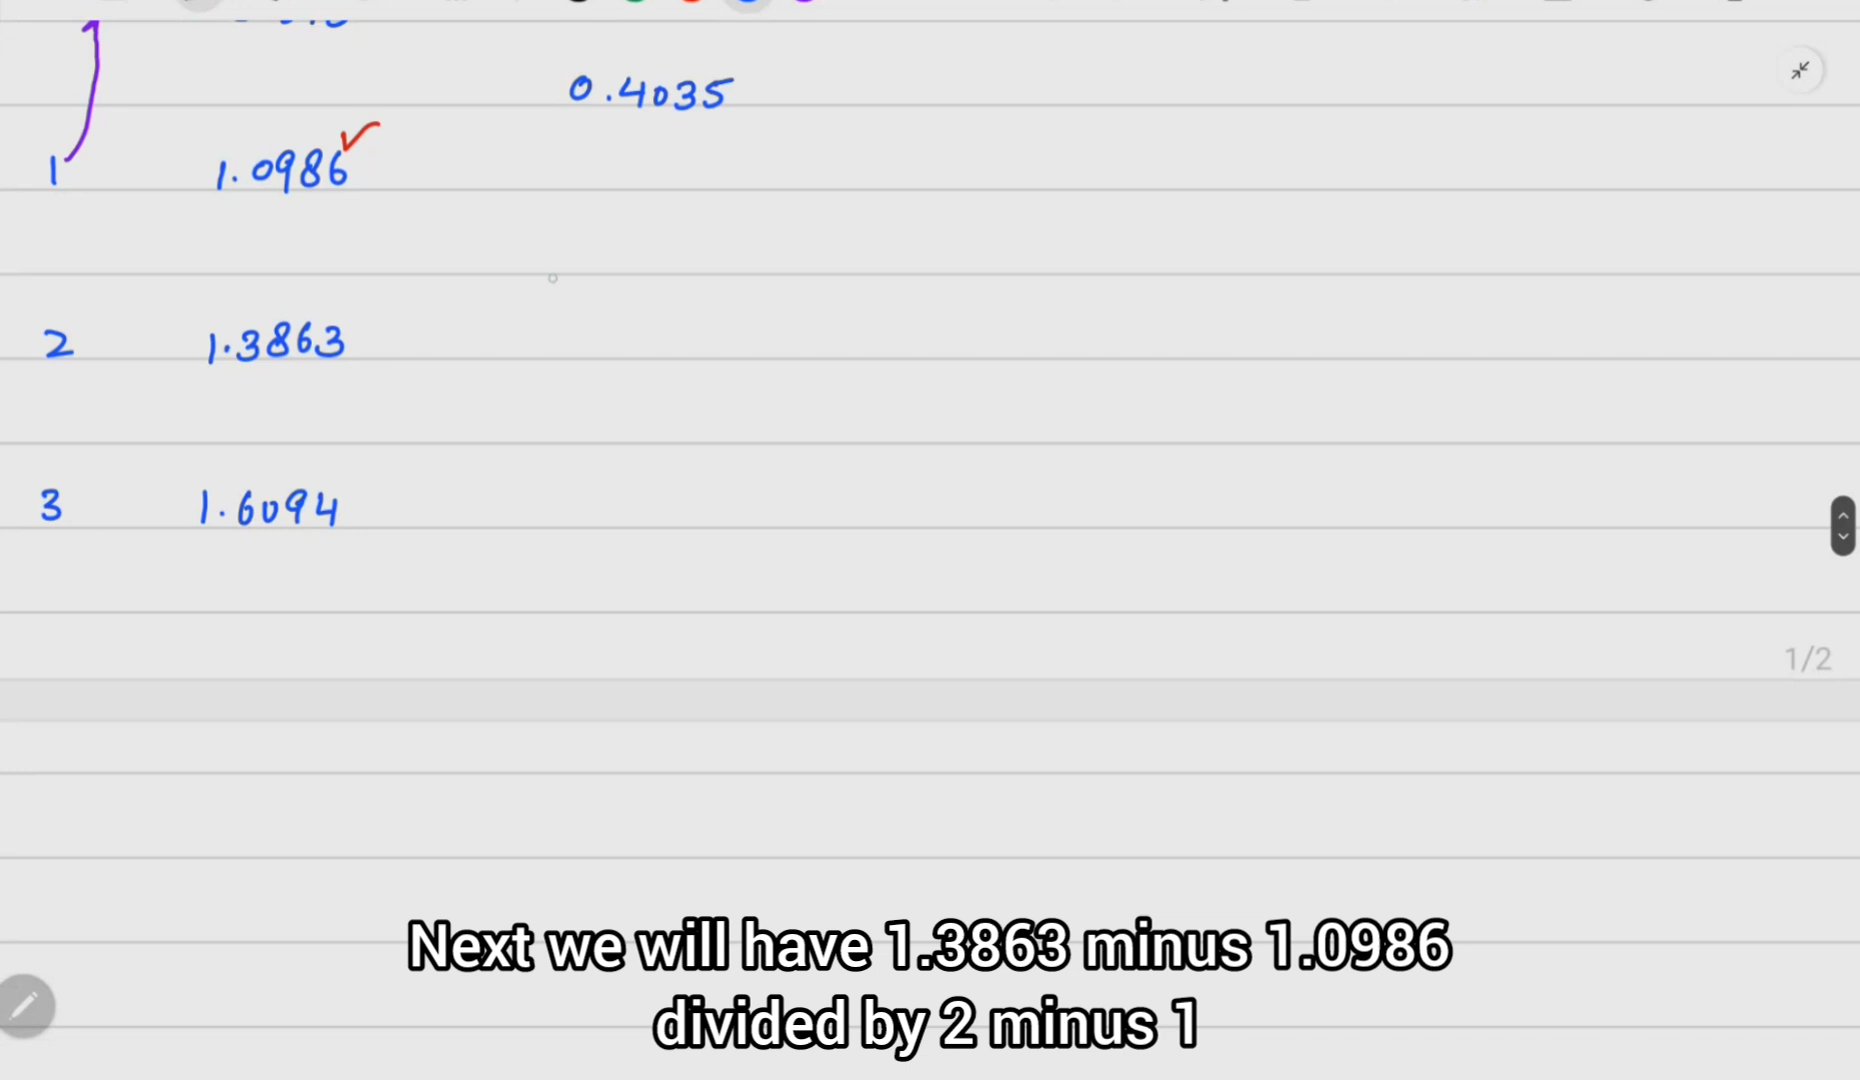 0.4035
1 1.0986
2 1.3863
3 1.6094
1/2
Next we will have 1.3863 minus 1.0986
divided by 2 minus 1